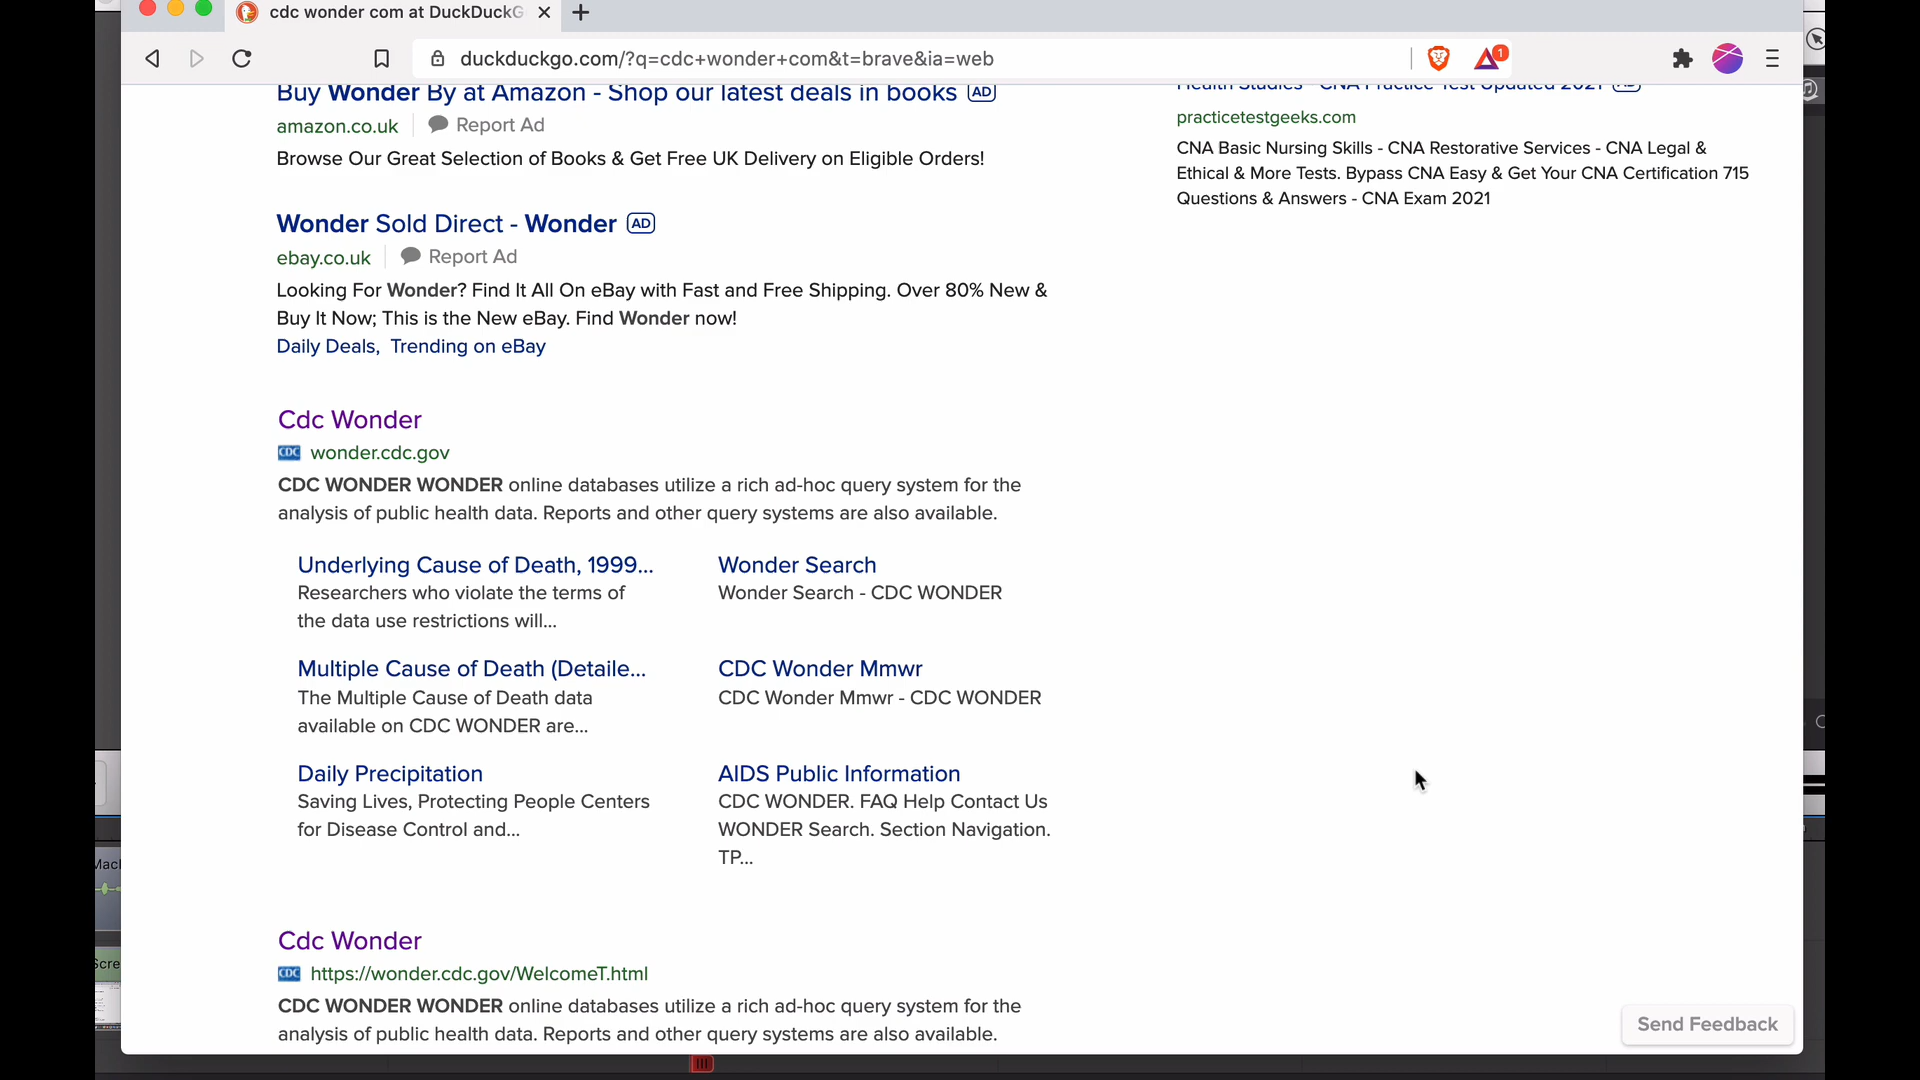 cdc wonder com at DuckDuckG
duckduckgo.com/?q=cdc+wonder+com&t=brave&ia=web
1
Buy Wonder By at Amazon - Shop our latest deals in books AD
amazon.co.uk Report Ad
Browse Our Great Selection of Books & Get Free UK Delivery on Eligible Orders!
Wonder Sold Direct - Wonder AD
ebay.co.uk Report Ad
Looking For Wonder? Find It All On eBay with Fast and Free Shipping. Over 80% New &
Buy It Now; This is the New eBay. Find Wonder now!
Daily Deals, Trending on eBay
Cdc Wonder
CDC wonder.cdc.gov
CDC WONDER WONDER online databases utilize a rich ad-hoc query system for the
analysis of public health data. Reports and other query systems are also available.
Underlying Cause of Death, 1999...
Researchers who violate the terms of
the data use restrictions will...
Wonder Search
Wonder Search - CDC WONDER
Multiple Cause of Death (Detaile...
The Multiple Cause of Death data
available on CDC WONDER are...
CDC Wonder Mmwr
CDC Wonder Mmwr - CDC WONDER
Daily Precipitation
Saving Lives, Protecting People Centers
for Disease Control and...
AIDS Public Information
CDC WONDER. FAQ Help Contact Us
WONDER Search. Section Navigation.
TP...
Cdc Wonder
CDC https://wonder.cdc.gov/WelcomeT.html
CDC WONDER WONDER online databases utilize a rich ad-hoc query system for the
analysis of public health data. Reports and other query systems are also available.
Health Studies - CNA Practice Test Updated 2021 AD
practicetestgeeks.com
CNA Basic Nursing Skills - CNA Restorative Services - CNA Legal &
Ethical & More Tests. Bypass CNA Easy & Get Your CNA Certification 715
Questions & Answers - CNA Exam 2021
Send Feedback